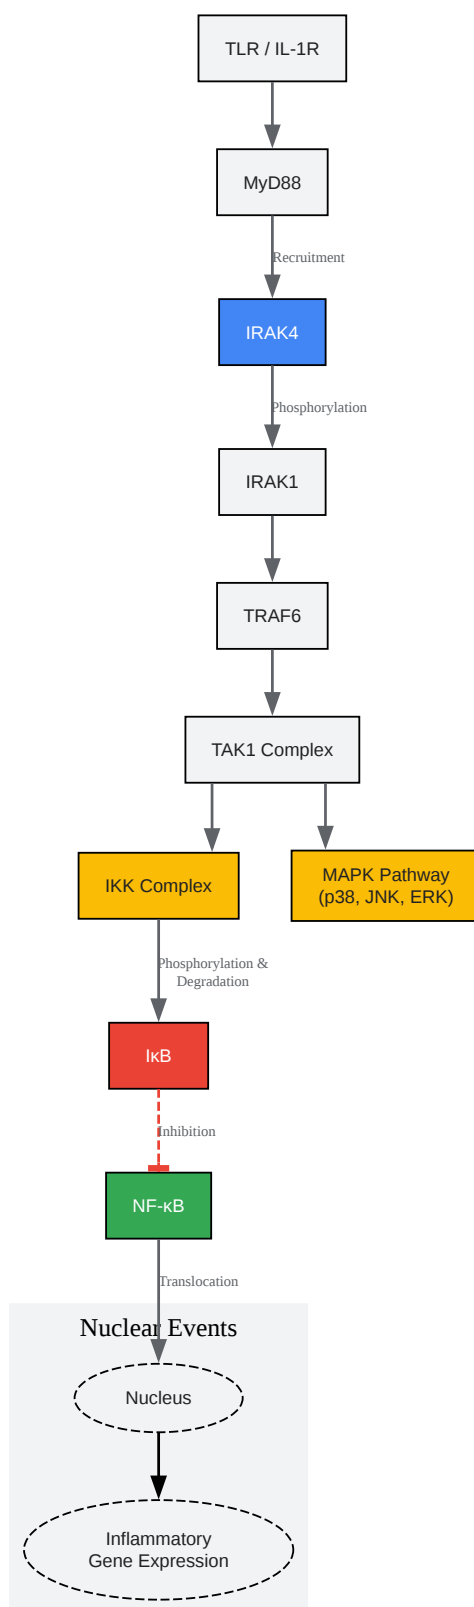 TLR / IL-1R
MyD88
Recruitment
IRAK4
Phosphorylation
IRAK1
TRAF6
TAK1 Complex
IKK Complex
MAPK Pathway
(p38, JNK, ERK)
Phosphorylation &
Degradation
IκB
Inhibition
NF-κB
Translocation
Nuclear Events
Nucleus
Inflammatory
Gene Expression